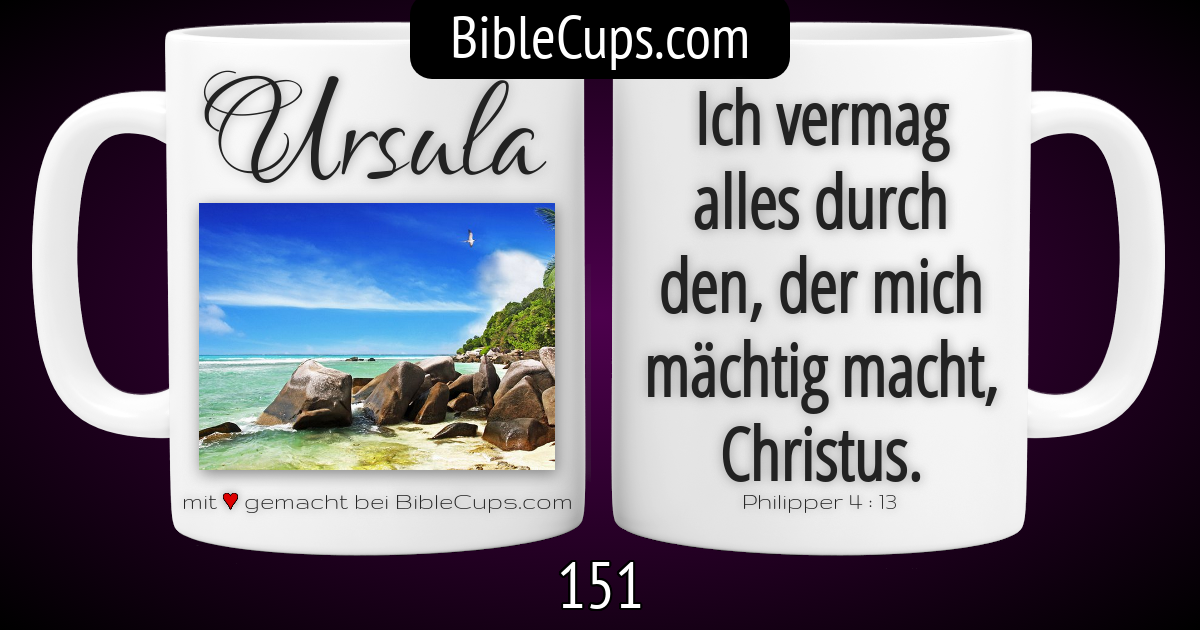 BibleCups.com
Ursula
mit ♥ gemacht bei BibleCups.com
Ich vermag
alles durch
den, der mich
mächtig macht,
Christus.
Philipper 4 : 13
151